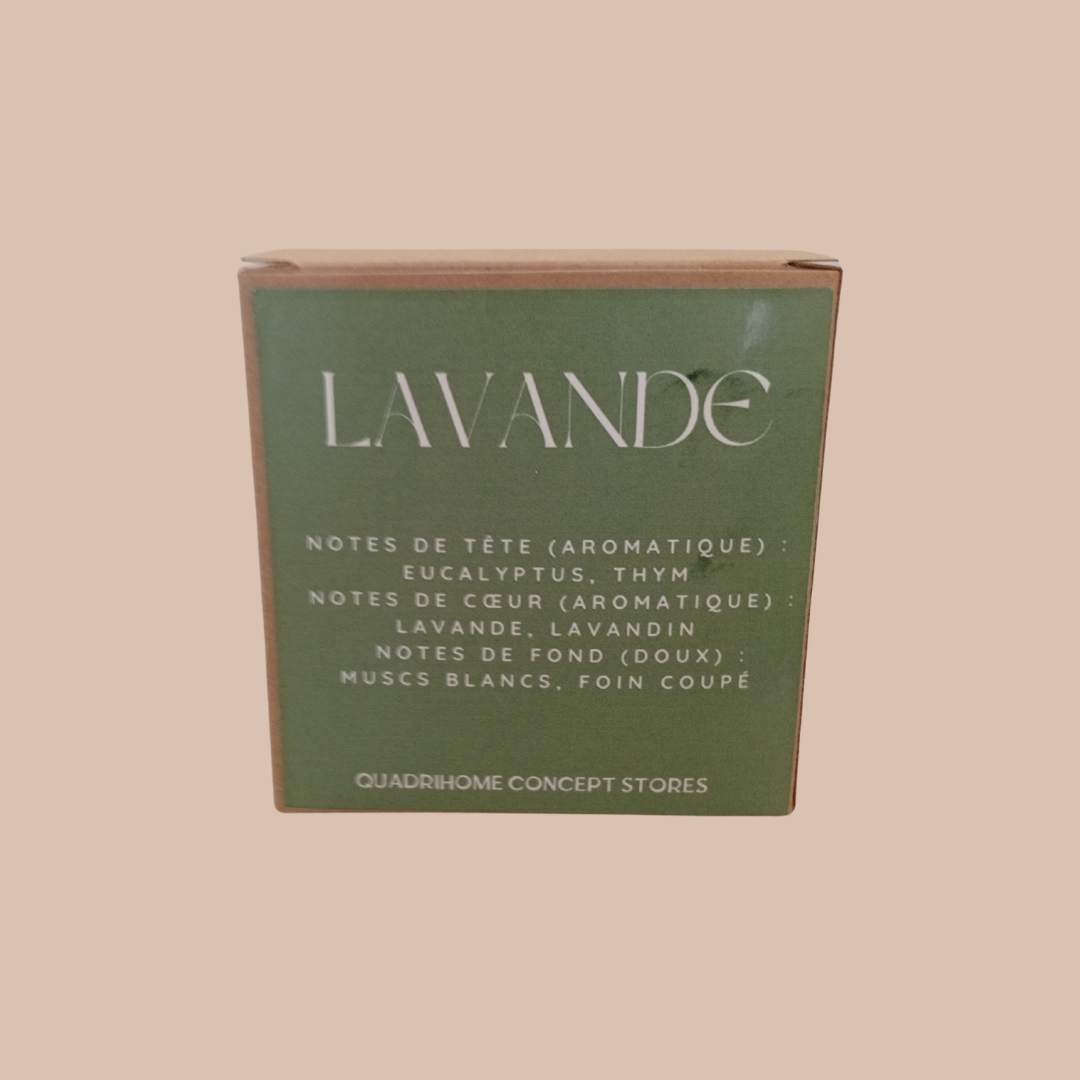 LAVANDE
NOTES DE TÊTE (AROMATIQUE) :
EUCALYPTUS, THYM
NOTES DE CŒUR (AROMATIQUE) :
LAVANDE, LAVANDIN
NOTES DE FOND (DOUX) :
MUSCS BLANCS, FOIN COUPÉ
QUADRIHOME CONCEPT STORES